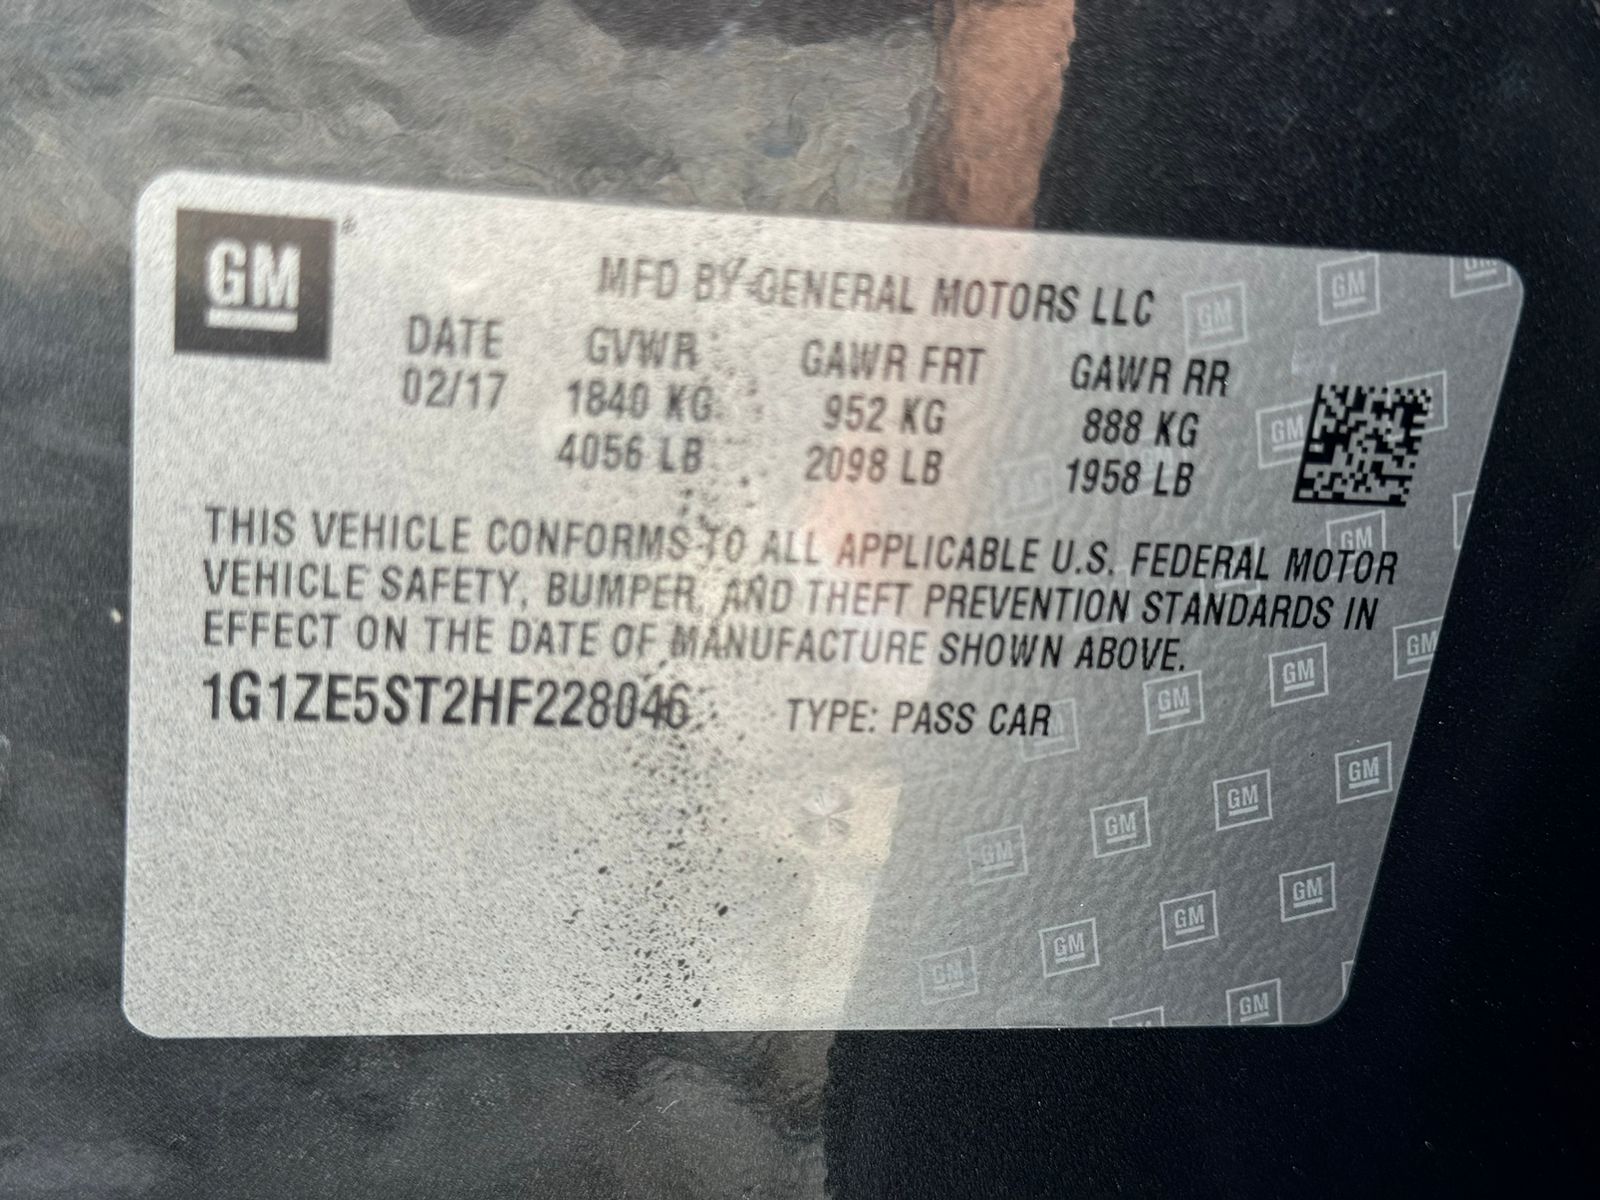 GM
MFD BY GENERAL MOTORS LLC
DATE GVWR GAWR FRT GAWR RR
02/17 1840 KG 952 KG 888 KG
4056 LB 2098 LB 1958 LB
THIS VEHICLE CONFORMS TO ALL APPLICABLE U.S. FEDERAL MOTOR
VEHICLE SAFETY, BUMPER, AND THEFT PREVENTION STANDARDS IN
EFFECT ON THE DATE OF MANUFACTURE SHOWN ABOVE.
1G1ZE5ST2HF228046 TYPE: PASS CAR